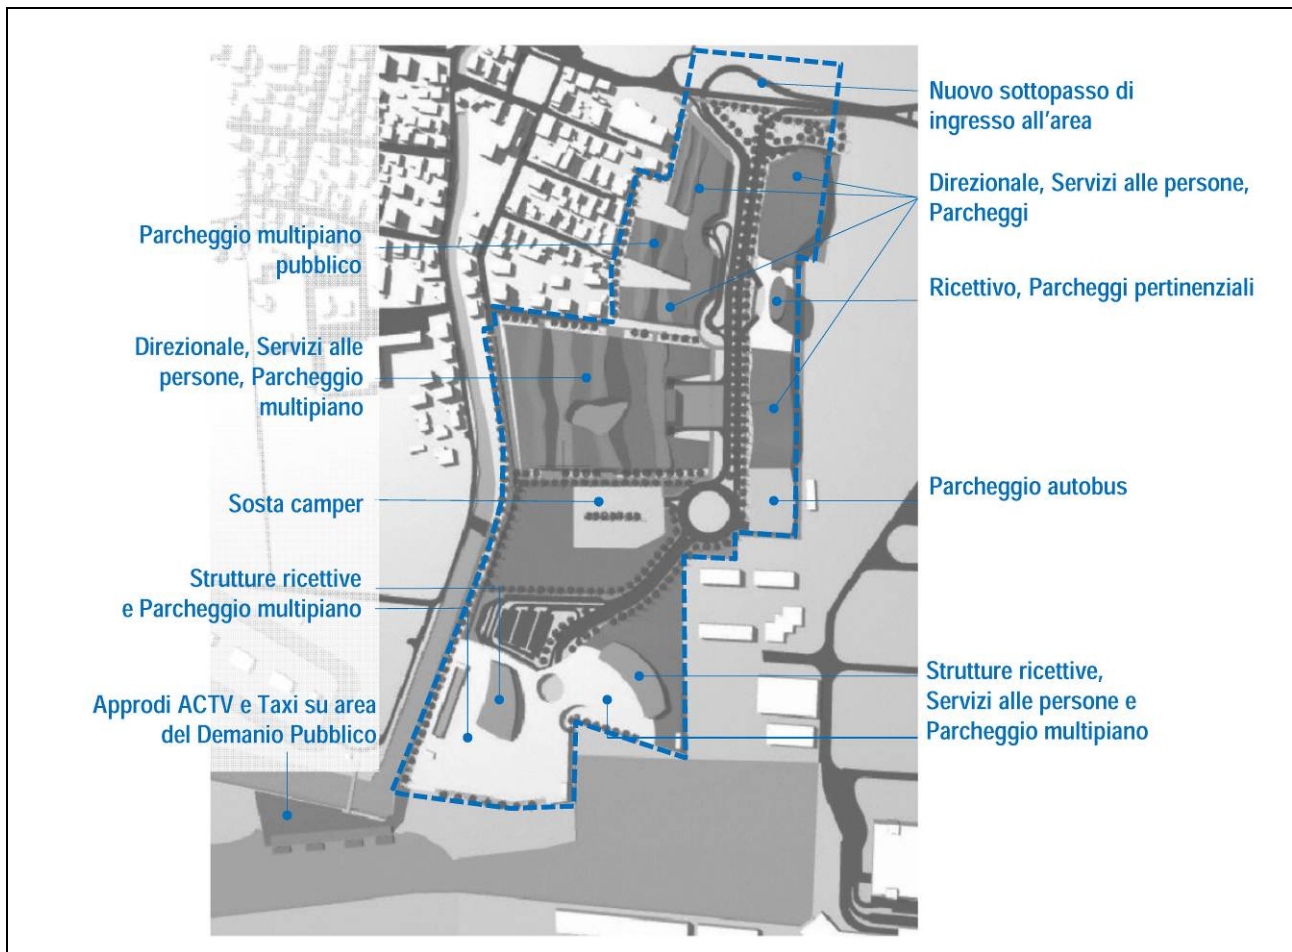 Nuovo sottopasso di
ingresso all'area
Direzionale, Servizi alle persone,
Parcheggi
Parcheggio multipiano
pubblico
Ricettivo, Parcheggi pertinenziali
Direzionale, Servizi alle
persone, Parcheggio
multipiano
Sosta camper
Parcheggio autobus
Strutture ricettive
e Parcheggio multipiano
Approdi ACTV e Taxi su area
del Demanio Pubblico
Strutture ricettive,
Servizi alle persone e
Parcheggio multipiano